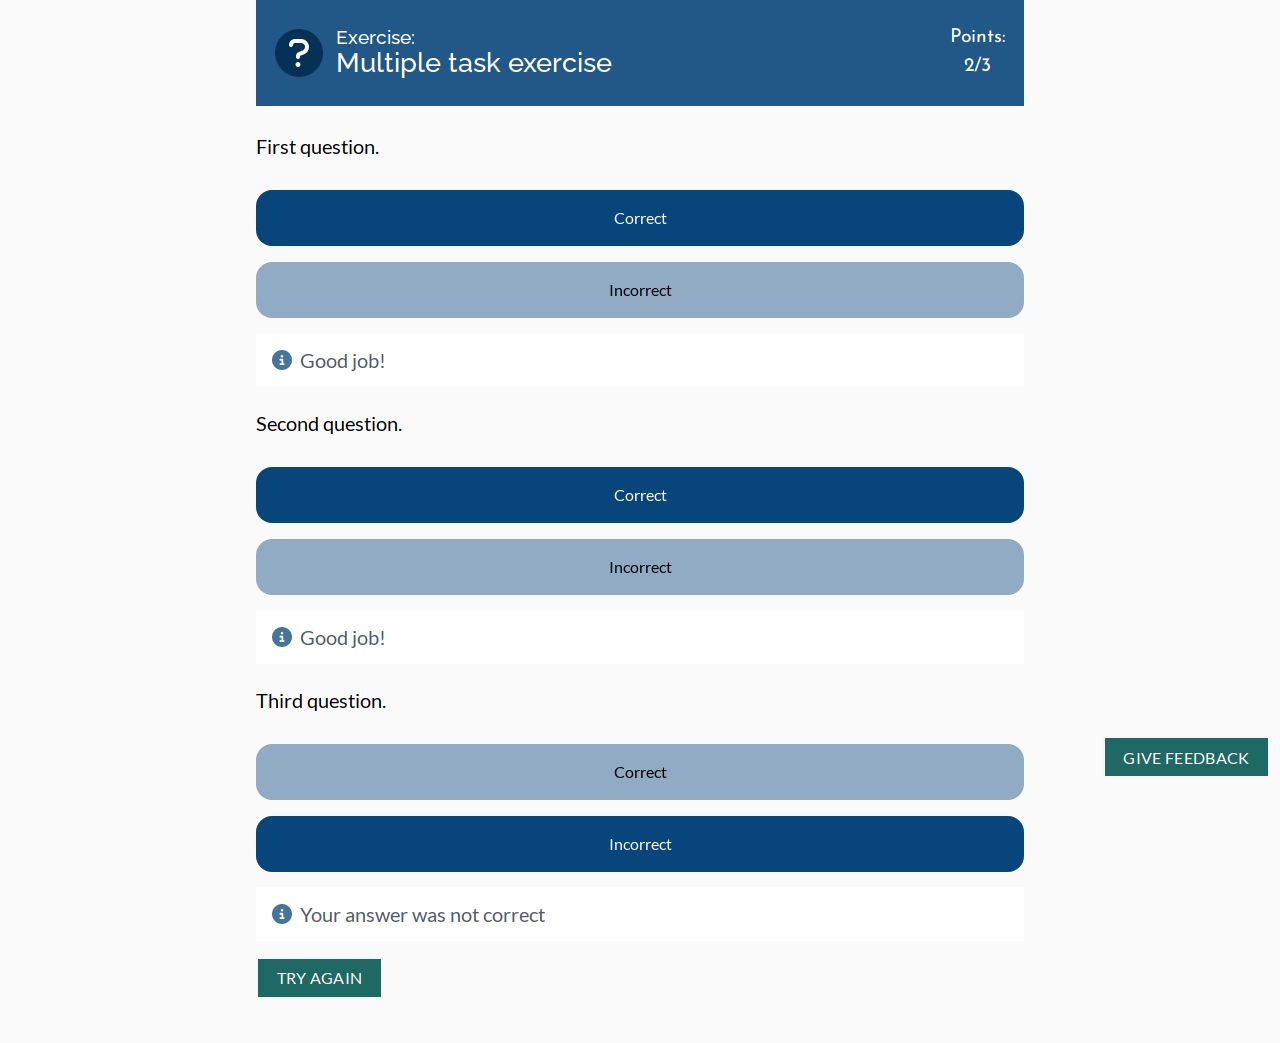 Exercise:
Multiple task exercise
Points:
2/3
First question.
Correct
Incorrect
Good job!
Second question.
Correct
Incorrect
Good job!
Third question.
Correct
GIVE FEEDBACK
Incorrect
Your answer was not correct
TRY AGAIN